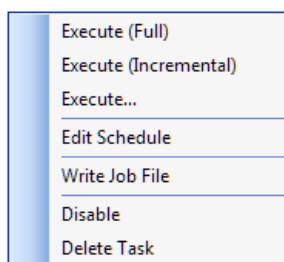 Execute (Full)
Execute (Incremental)
Execute...
Edit Schedule
Write Job File
Disable
Delete Task